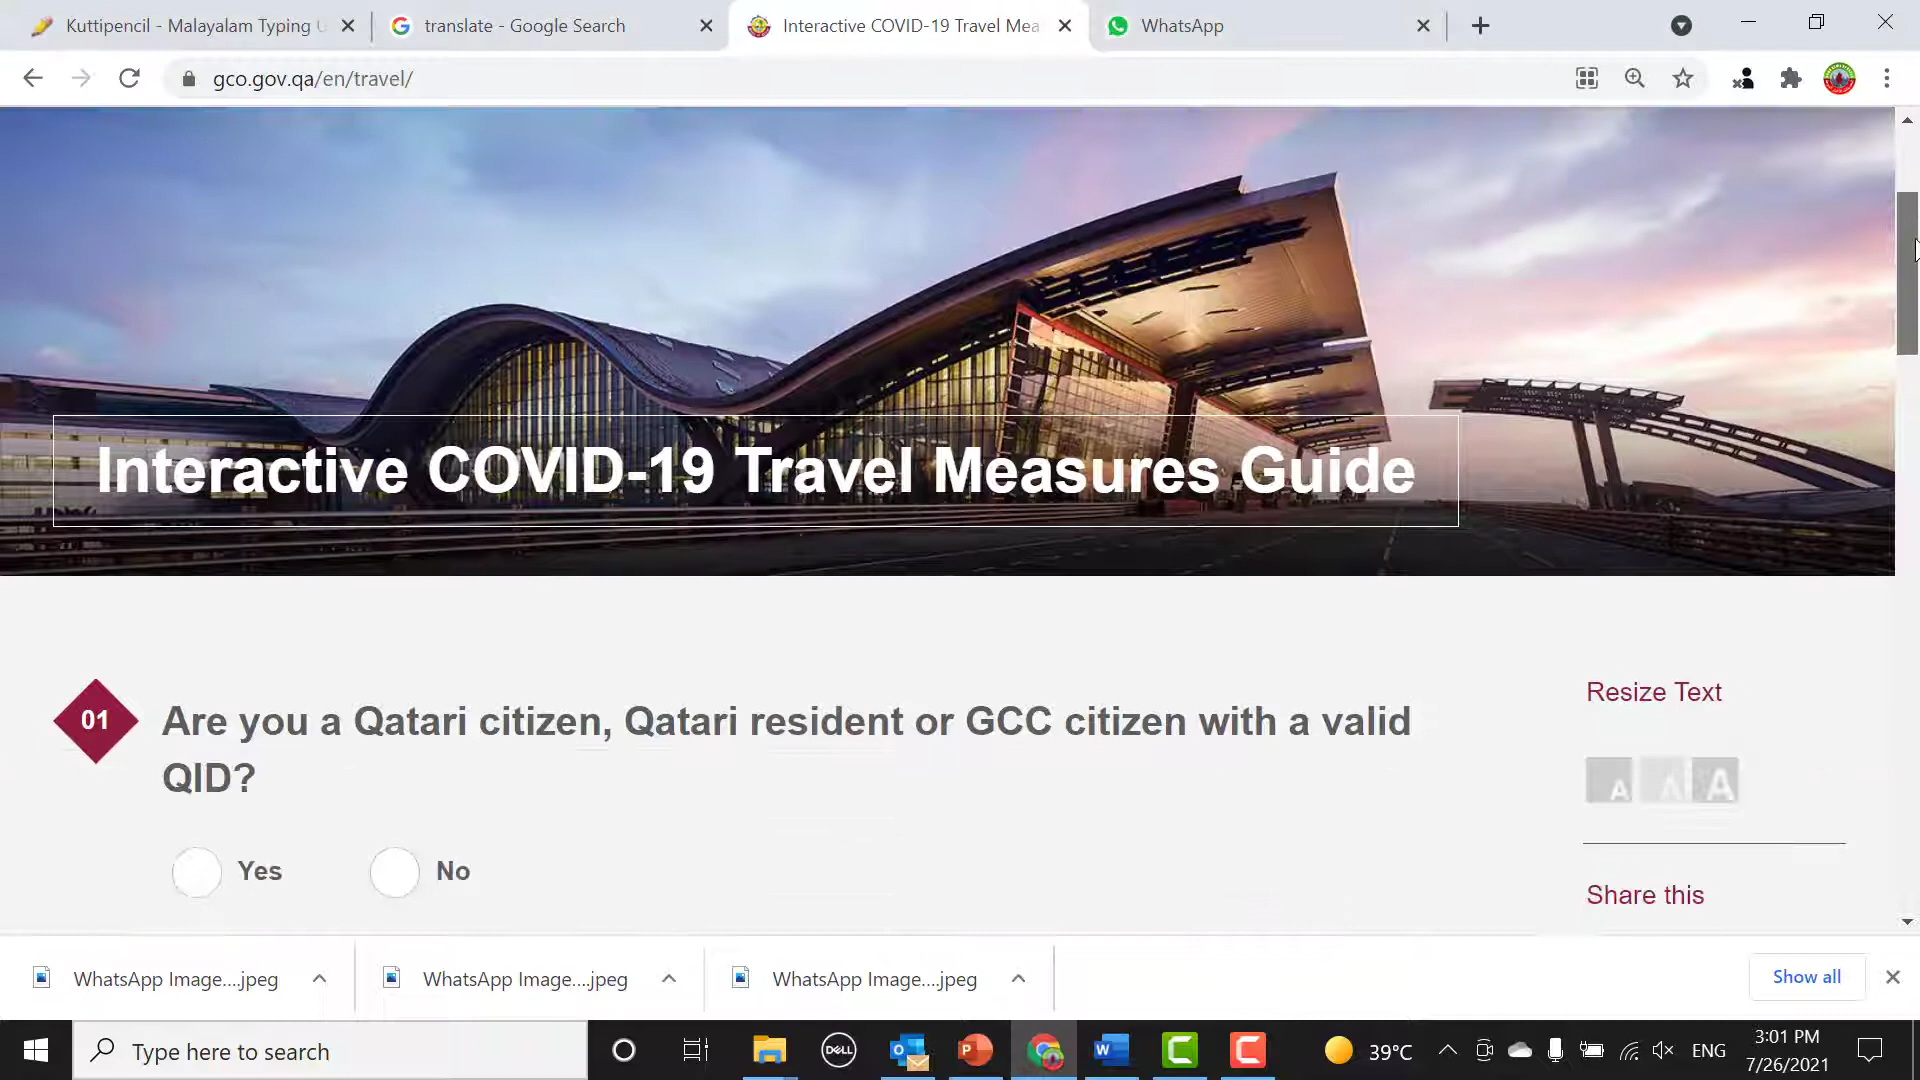 Kuttipencil - Malayalam Typing U
translate - Google Search
Interactive COVID-19 Travel Mea
WhatsApp
gco.gov.qa/en/travel/
Interactive COVID-19 Travel Measures Guide
01
Are you a Qatari citizen, Qatari resident or GCC citizen with a valid
QID?
Yes
No
Resize Text
A A A
Share this
WhatsApp Image....jpeg
WhatsApp Image....jpeg
WhatsApp Image....jpeg
Show all
Type here to search
DELL
39°C
ENG
3:01 PM
7/26/2021